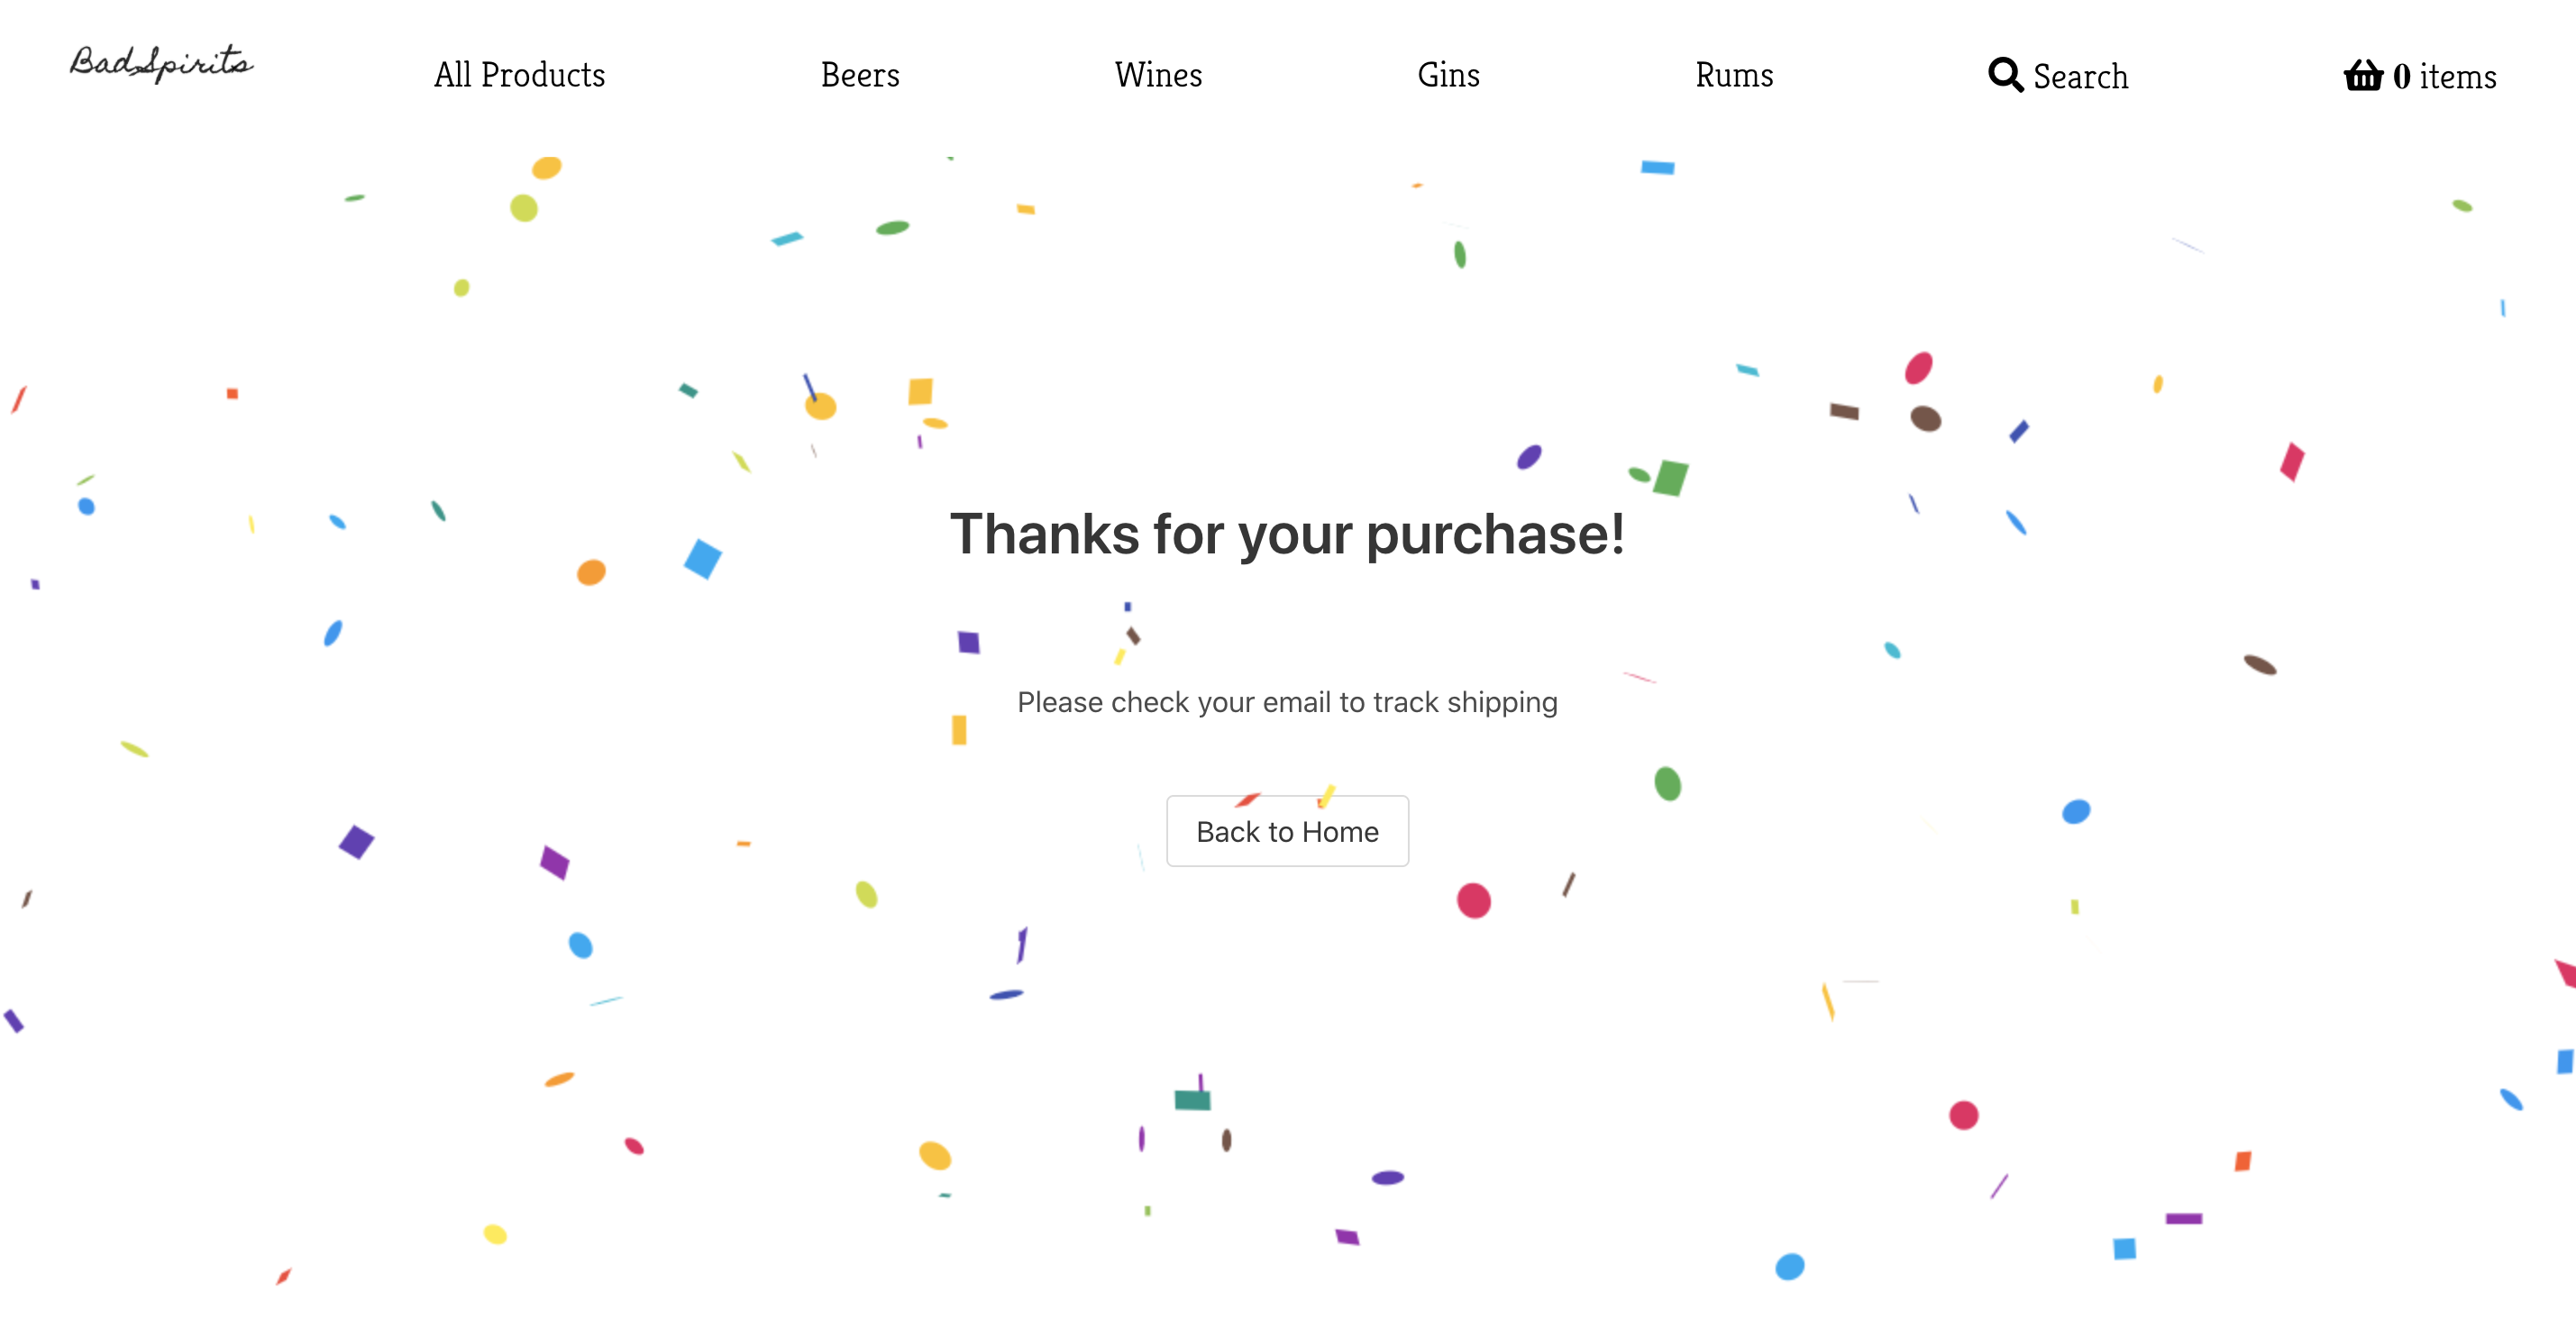 BadSpirits All Products Beers Wines Gins Rums Search 0 items
Thanks for your purchase!
Please check your email to track shipping
Back to Home